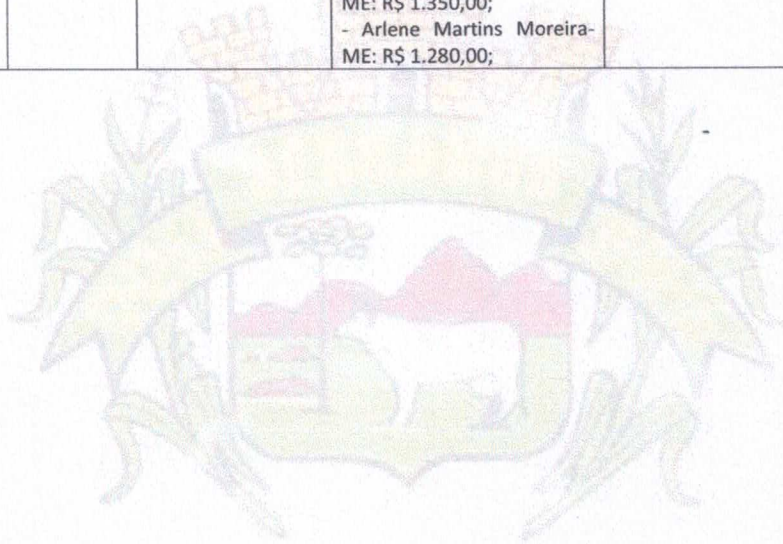 ME: R$ 1.350,00;
- Arlene Martins Moreira-
ME: R$ 1.280,00;